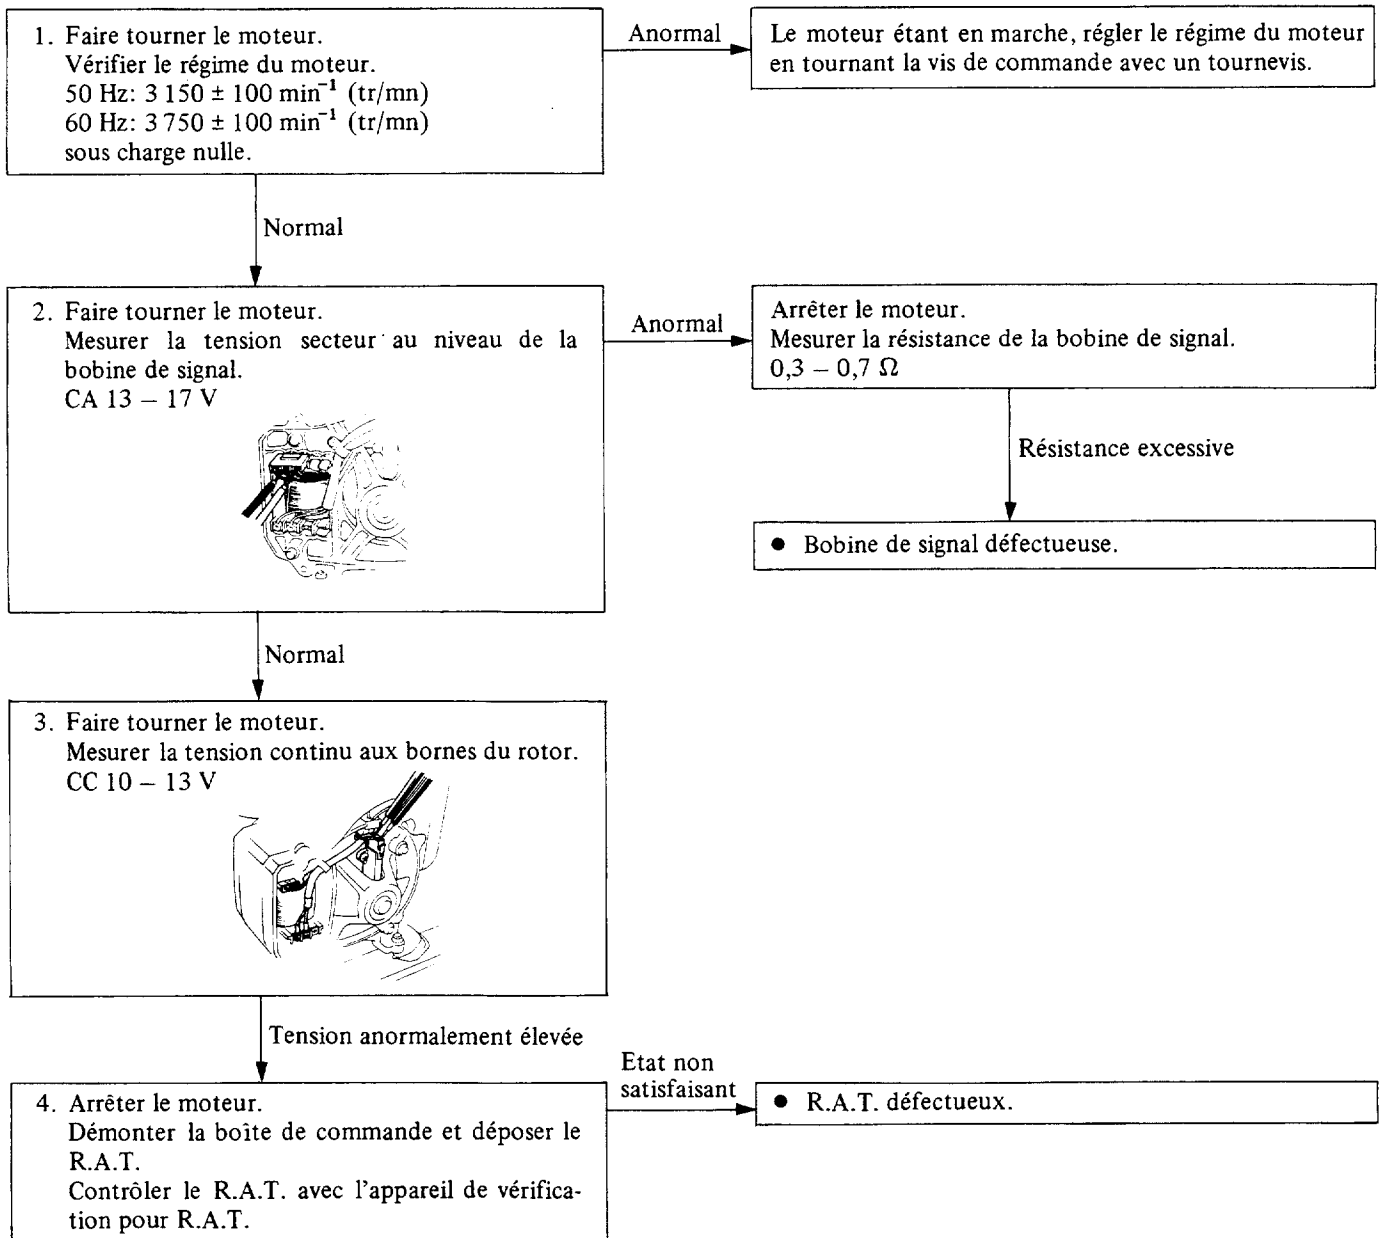 1. Faire tourner le moteur.
Vérifier le régime du moteur.
50 Hz: 3 150 ± 100 min⁻¹ (tr/mn)
60 Hz: 3 750 ± 100 min⁻¹ (tr/mn)
sous charge nulle.
Anormal
Le moteur étant en marche, régler le régime du moteur
en tournant la vis de commande avec un tournevis.
Normal
2. Faire tourner le moteur.
Mesurer la tension secteur au niveau de la
bobine de signal.
CA 13 – 17 V
Anormal
Arrêter le moteur.
Mesurer la résistance de la bobine de signal.
0,3 – 0,7 Ω
Résistance excessive
● Bobine de signal défectueuse.
Normal
3. Faire tourner le moteur.
Mesurer la tension continu aux bornes du rotor.
CC 10 – 13 V
Tension anormalement élevée
4. Arrêter le moteur.
Démonter la boîte de commande et déposer le
R.A.T.
Contrôler le R.A.T. avec l'appareil de vérifica-
tion pour R.A.T.
Etat non
satisfaisant
● R.A.T. défectueux.